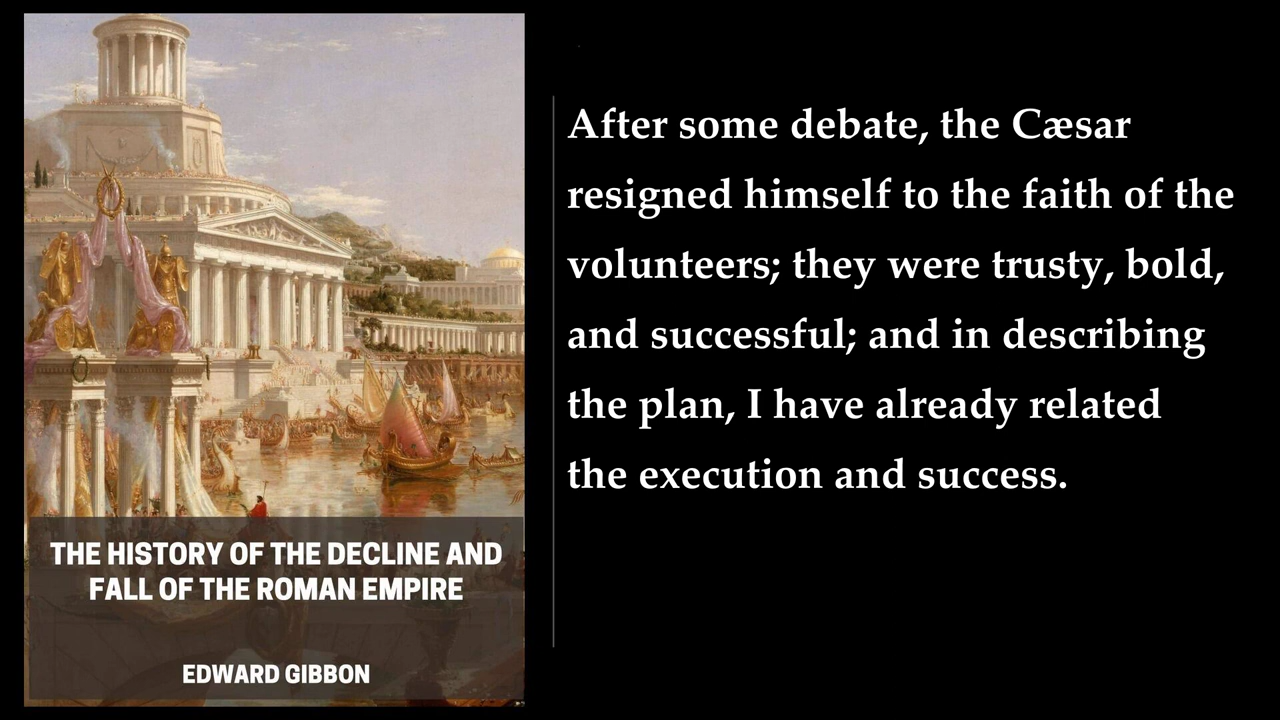 THE HISTORY OF THE DECLINE AND
FALL OF THE ROMAN EMPIRE
EDWARD GIBBON
After some debate, the Cæsar
resigned himself to the faith of the
volunteers; they were trusty, bold,
and successful; and in describing
the plan, I have already related
the execution and success.